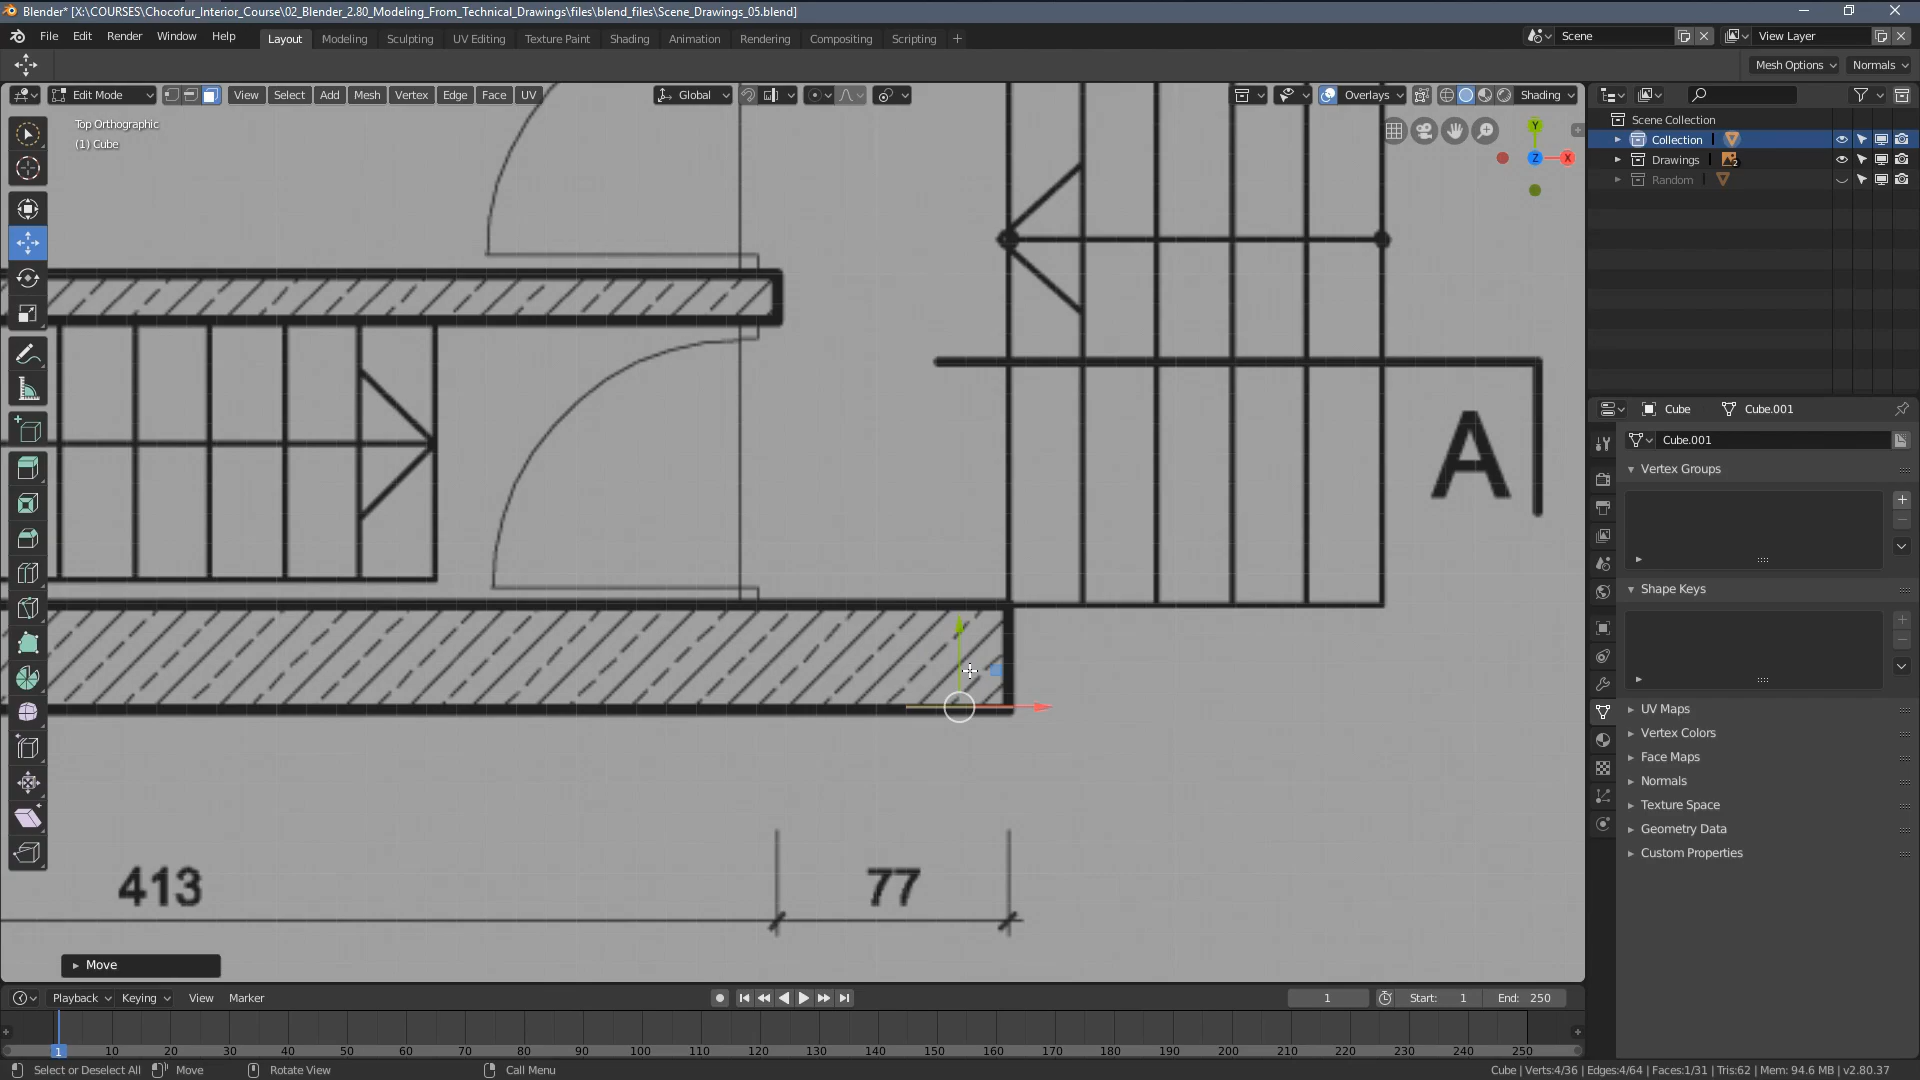 Blender* [X:\COURSES\Chocofur_Interior_Course\02_Blender_2.80_Modeling_From_Technical_Drawings\files\blend_files\Scene_Drawings_05.blend]
File Edit Render Window Help Layout Modeling Sculpting UV Editing Texture Paint Shading Animation Rendering Compositing Scripting + Scene View Layer
Mesh Options Normals
Edit Mode View Select Add Mesh Vertex Edge Face UV Global Overlays Shading
Top Orthographic
(1) Cube
Y
Z X
Scene Collection
Collection
Drawings 2
Random
Cube Cube.001
Cube.001
Vertex Groups
Shape Keys
UV Maps
Vertex Colors
Face Maps
Normals
Texture Space
Geometry Data
Custom Properties
A
413 77
Move
Playback Keying View Marker 1 Start: 1 End: 250
1 10 20 30 40 50 60 70 80 90 100 110 120 130 140 150 160 170 180 190 200 210 220 230 240 250
Select or Deselect All Move Rotate View Call Menu Cube | Verts:4/36 | Edges:4/64 | Faces:1/31 | Tris:62 | Mem: 94.6 MB | v2.80.37